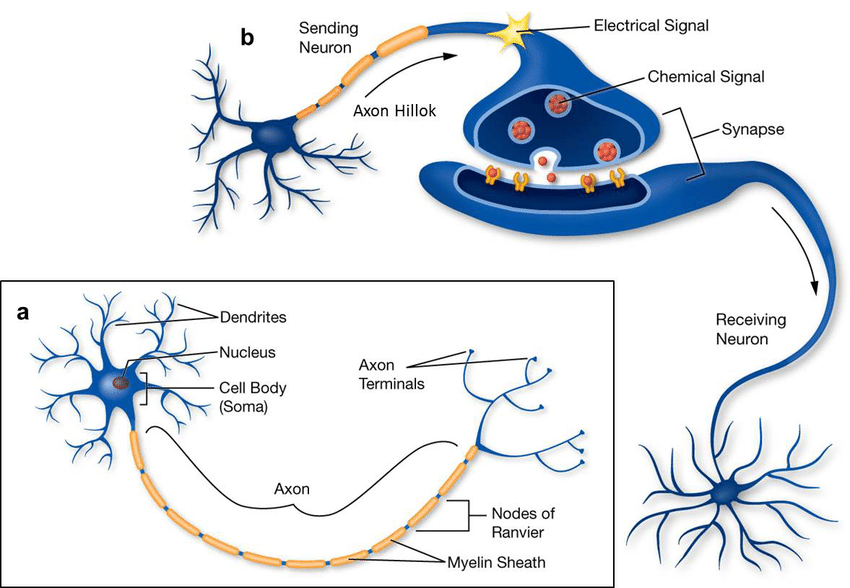 b
Sending
Neuron
Electrical Signal
Chemical Signal
Axon Hillok
Synapse
Receiving
Neuron
a
Dendrites
Nucleus
Cell Body
(Soma)
Axon
Terminals
Axon
Nodes of
Ranvier
Myelin Sheath